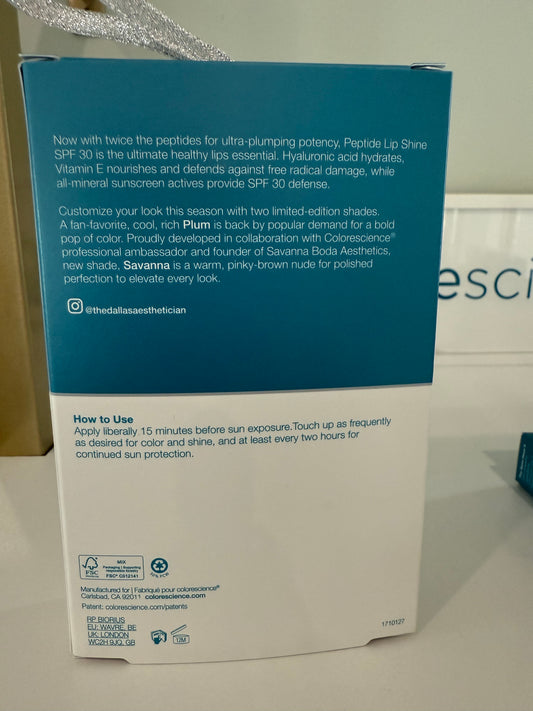 Now with twice the peptides for ultra-plumping potency, Peptide Lip Shine
SPF 30 is the ultimate healthy lips essential. Hyaluronic acid hydrates,
Vitamin E nourishes and defends against free radical damage, while
all-mineral sunscreen actives provide SPF 30 defense.
Customize your look this season with two limited-edition shades.
A fan-favorite, cool, rich Plum is back by popular demand for a bold
pop of color. Proudly developed in collaboration with Colorescience®
professional ambassador and founder of Savanna Boda Aesthetics,
new shade, Savanna is a warm, pinky-brown nude for polished
perfection to elevate every look.
@thedallasaesthetician
esci
How to Use
Apply liberally 15 minutes before sun exposure.Touch up as frequently
as desired for color and shine, and at least every two hours for
continued sun protection.
FSC
MIX
Packaging | Supporting
responsible forestry
FSC® C012141
Manufactured for | Fabriqué pour colorescience®
Carlsbad, CA 92011 colorescience.com
Patent: colorescience.com/patents
RP BIORIUS
EU: WAVRE, BE
UK: LONDON
WC2H 9JQ, GB
12M
1710127